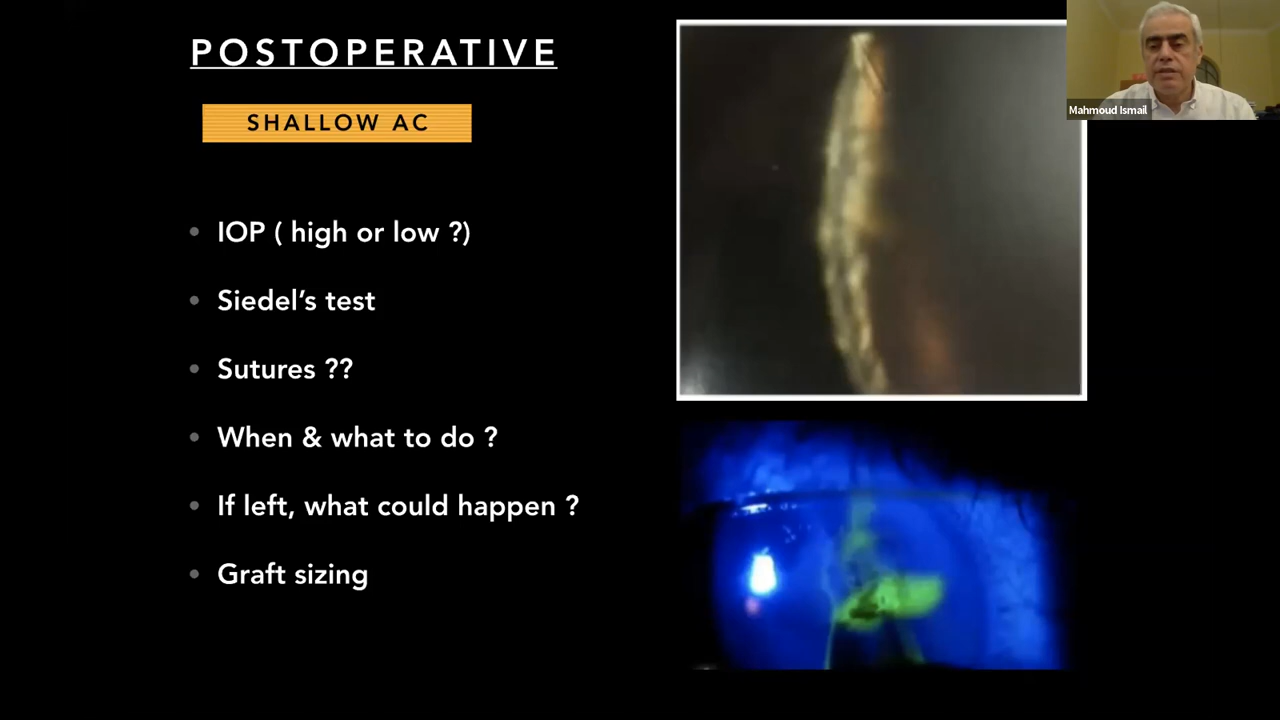 POSTOPERATIVE
SHALLOW AC
• IOP ( high or low ?)
• Siedel’s test
• Sutures ??
• When & what to do ?
• If left, what could happen ?
• Graft sizing
Mahmoud Ismail